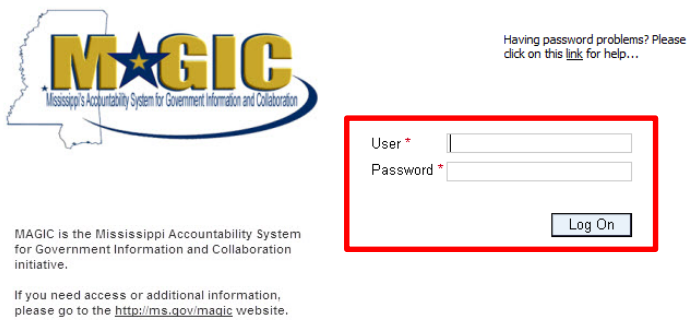 MAGIC
Mississippi's Accountability System for Government Information and Collaboration
Having password problems? Please
click on this link for help...
User *
Password *
Log On
MAGIC is the Mississippi Accountability System
for Government Information and Collaboration
initiative.
If you need access or additional information,
please go to the http://ms.gov/magic website.